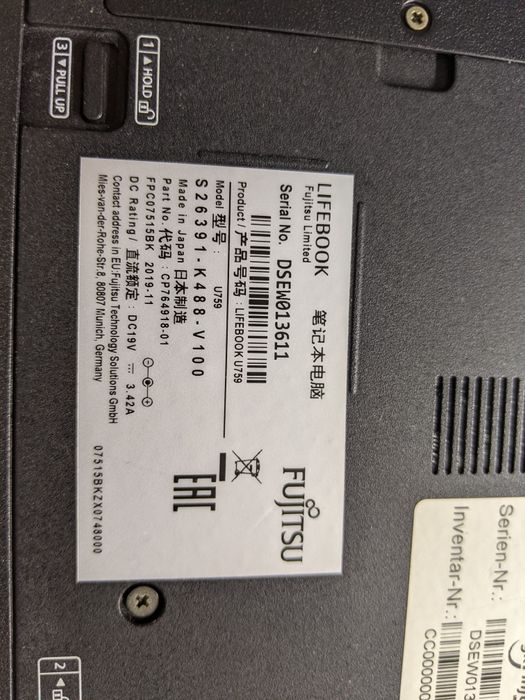 LIFEBOOK 笔记本电脑
Fujitsu Limited
FUJITSU
Serial No. DSEW013611
Product / 产品号码 : LIFEBOOK U759
Model 型号 : U759
S26391-K488-V100
Made in Japan 日本制造
Part No. 代码 : CP764918-01
FPC07515BK 2019-11
DC Rating / 直流额定 : DC19V 3.42A
Contact address in EU:Fujitsu Technology Solutions GmbH
Mies-van-der-Rohe-Str.8, 80807 Munich, Germany
EAC
07515BKZX0748000
1 ▲ HOLD
3 ▼ PULL UP
2 ◄
Serien-Nr.:
DSEW013
Inventar-Nr.:
CC00000